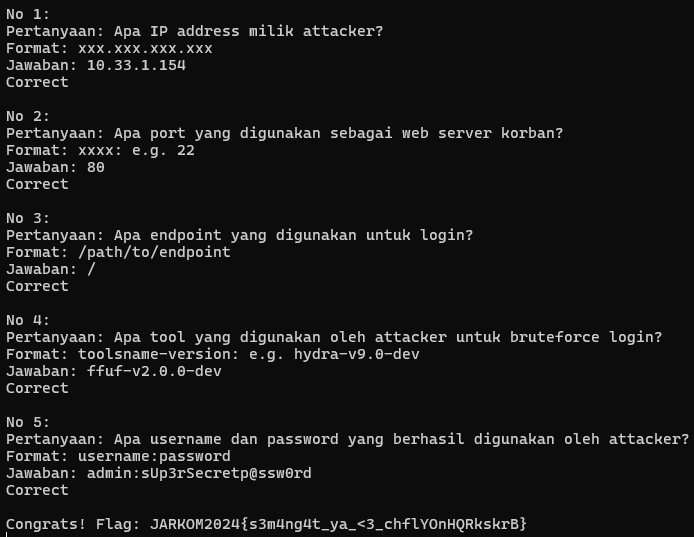 No 1:
Pertanyaan: Apa IP address milik attacker?
Format: xxx.xxx.xxx.xxx
Jawaban: 10.33.1.154
Correct

No 2:
Pertanyaan: Apa port yang digunakan sebagai web server korban?
Format: xxxx: e.g. 22
Jawaban: 80
Correct

No 3:
Pertanyaan: Apa endpoint yang digunakan untuk login?
Format: /path/to/endpoint
Jawaban: /
Correct

No 4:
Pertanyaan: Apa tool yang digunakan oleh attacker untuk bruteforce login?
Format: toolsname-version: e.g. hydra-v9.0-dev
Jawaban: ffuf-v2.0.0-dev
Correct

No 5:
Pertanyaan: Apa username dan password yang berhasil digunakan oleh attacker?
Format: username:password
Jawaban: admin:sUp3rSecretp@ssw0rd
Correct

Congrats! Flag: JARKOM2024{s3m4ng4t_ya_<3_chflYOnHQRkskrB}